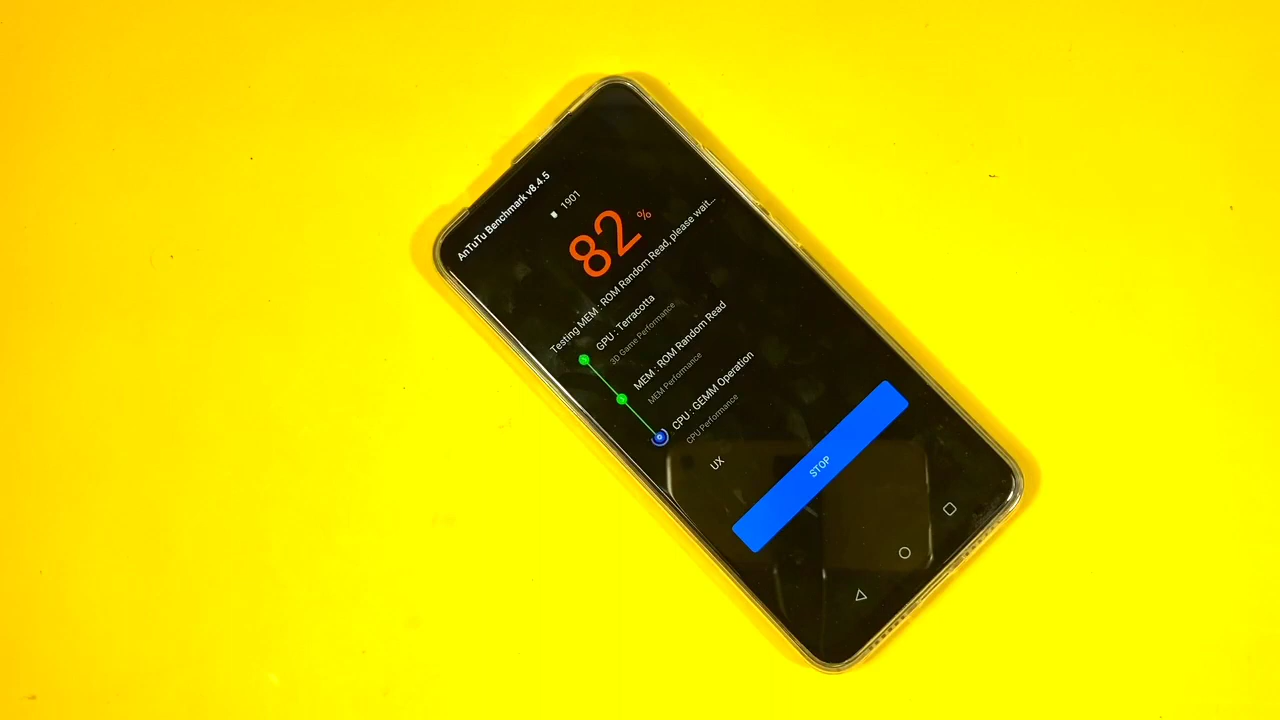 AnTuTu Benchmark v8.4.5
1901
82%
Testing MEM : ROM Random Read, please wait...
GPU : Terracotta
3D Game Performance
MEM : ROM Random Read
MEM Performance
CPU : GEMM Operation
CPU Performance
UX
STOP